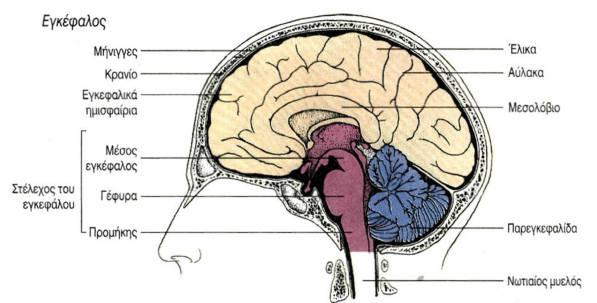 Εγκέφαλος
Μήνιγγες
Κρανίο
Εγκεφαλικά
ημισφαίρια
Μέσος
εγκέφαλος
Στέλεχος του
εγκεφάλου
Γέφυρα
Προμήκης
Έλικα
Αύλακα
Μεσολόβιο
Παρεγκεφαλίδα
Νωτιαίος μυελός